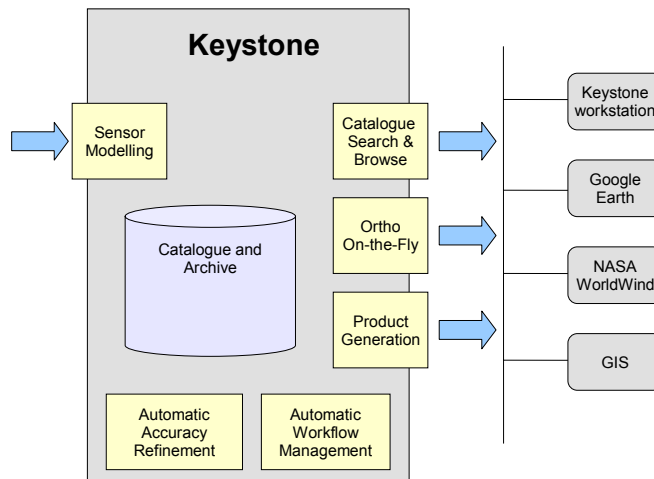 Keystone
Sensor
Modelling
Catalogue
Search &
Browse
Ortho
On-the-Fly
Catalogue and
Archive
Product
Generation
Automatic
Accuracy
Refinement
Automatic
Workflow
Management
Keystone
workstation
Google
Earth
NASA
WorldWind
GIS